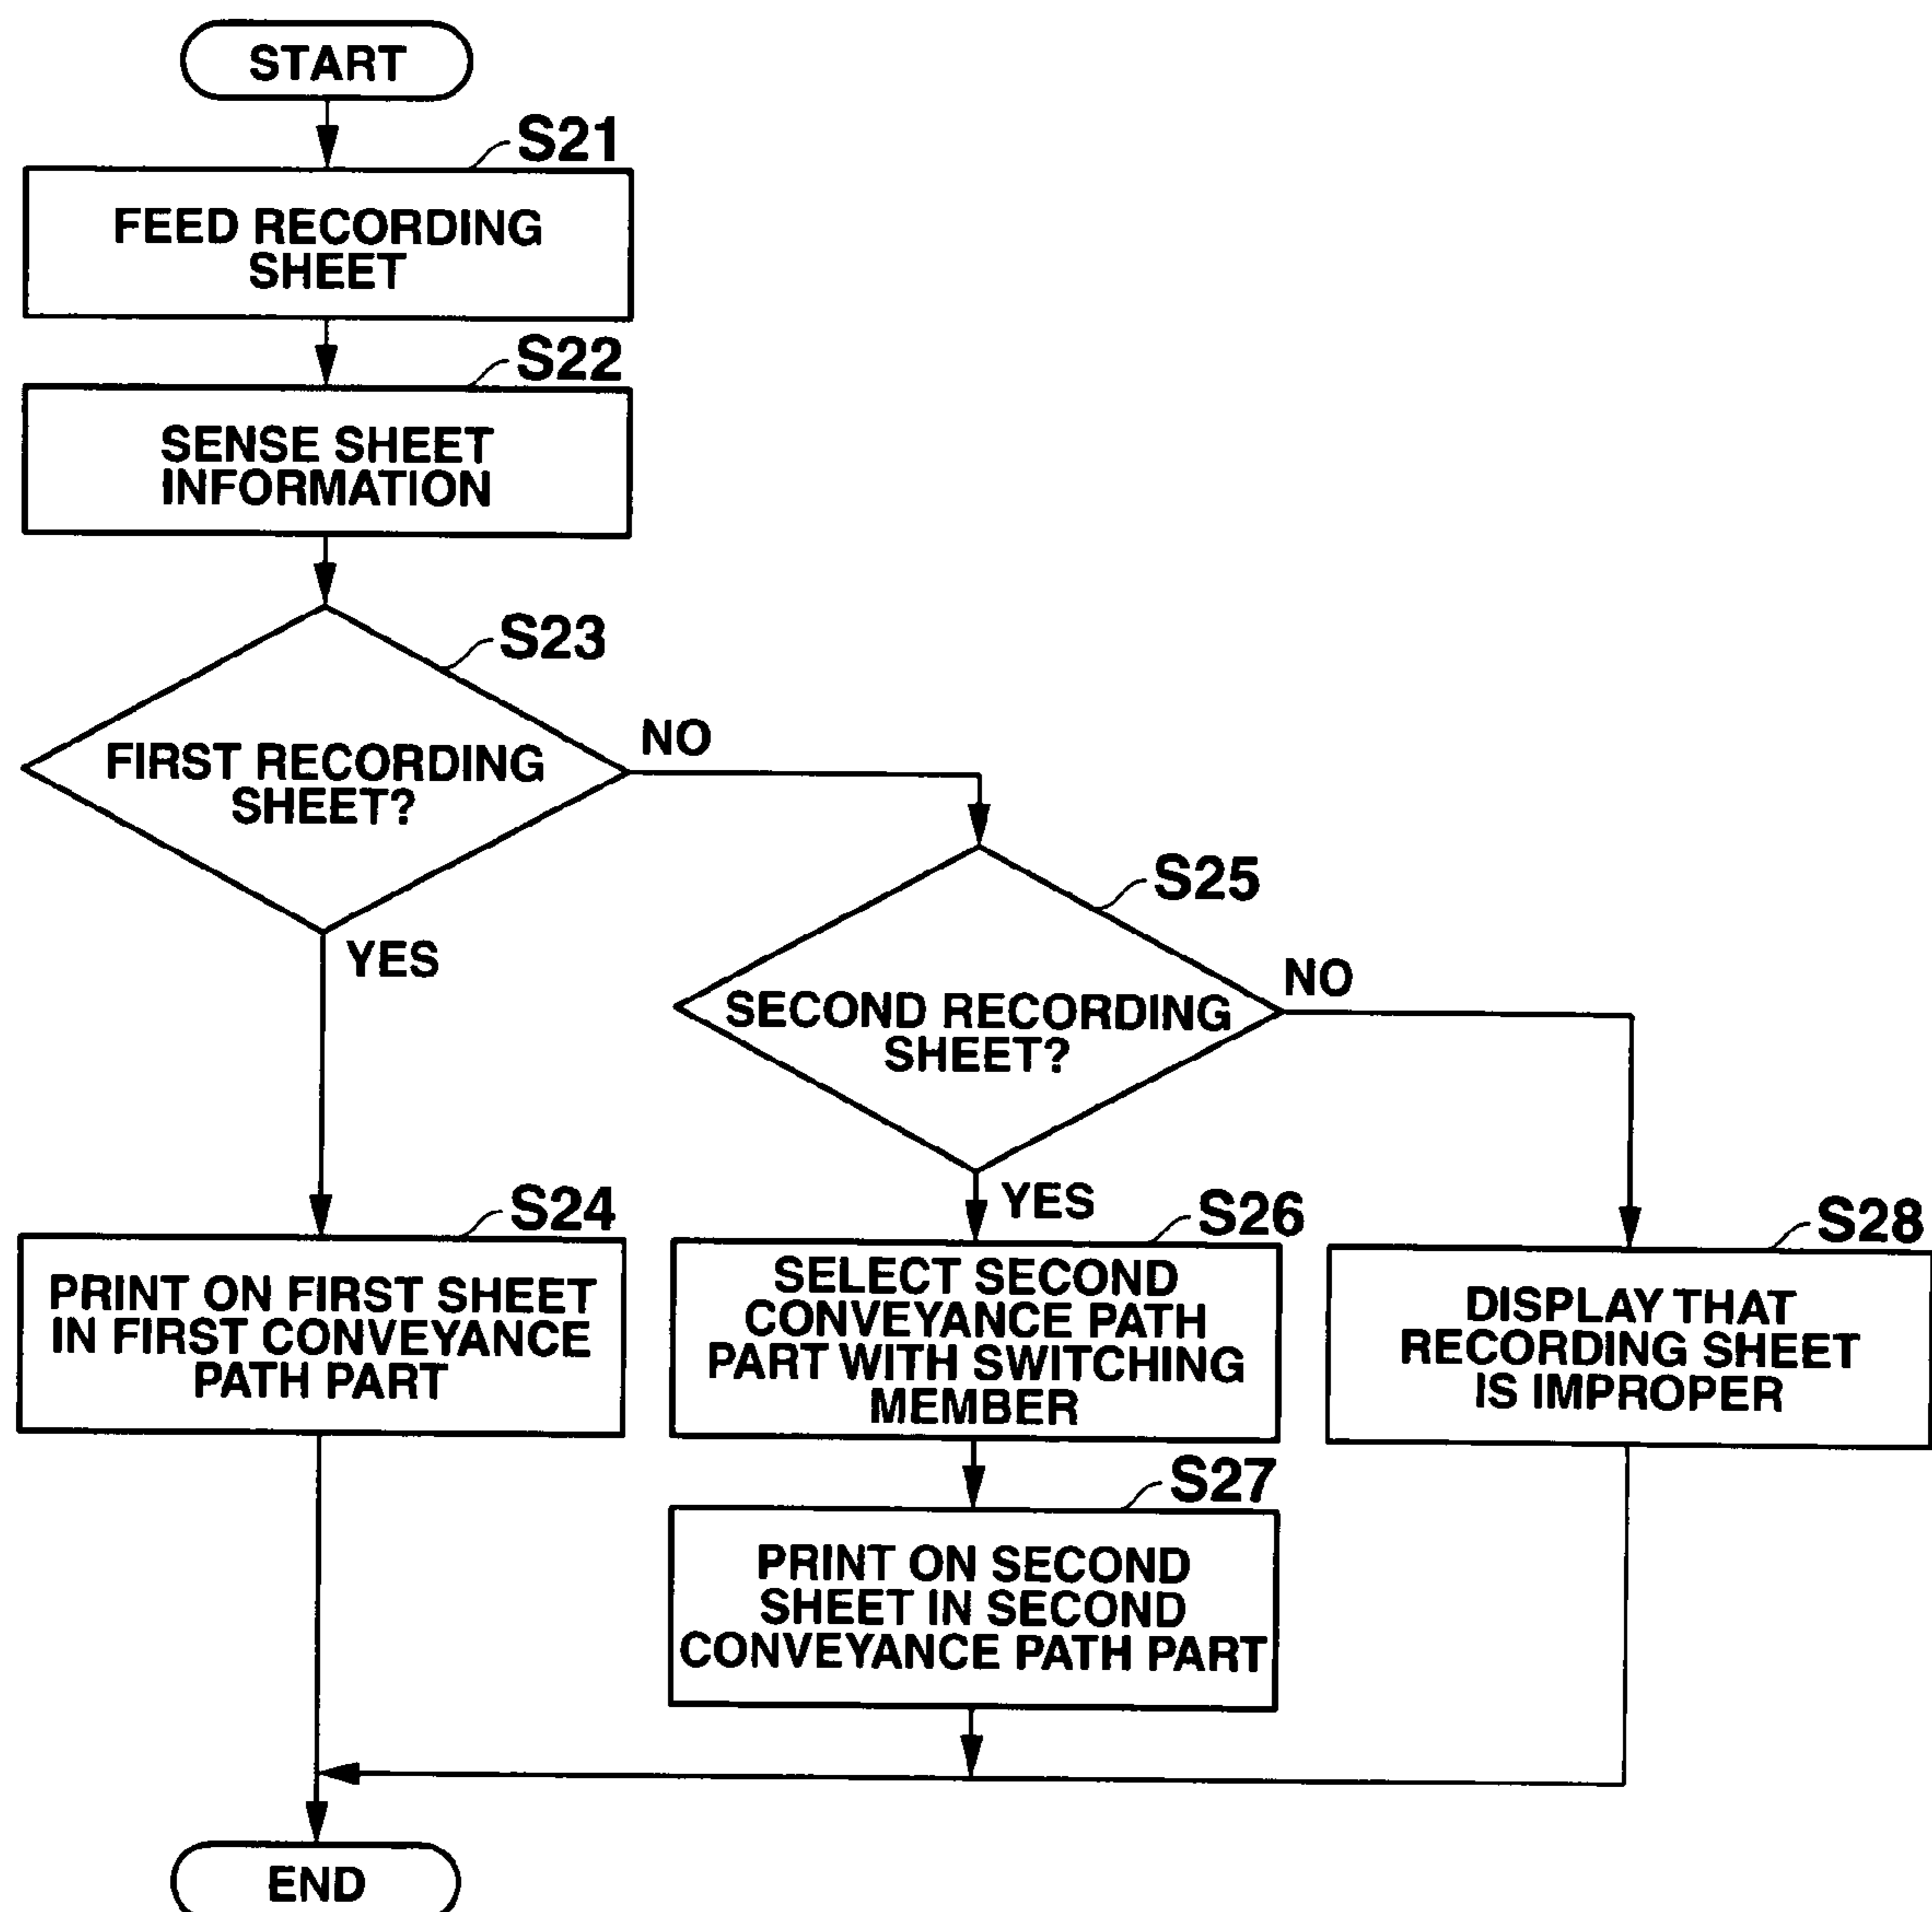 START
S21
FEED RECORDING
SHEET
S22
SENSE SHEET
INFORMATION
S23
FIRST RECORDING
SHEET?
NO
YES
S25
SECOND RECORDING
SHEET?
NO
YES
S24
PRINT ON FIRST SHEET
IN FIRST CONVEYANCE
PATH PART
S26
SELECT SECOND
CONVEYANCE PATH
PART WITH SWITCHING
MEMBER
S28
DISPLAY THAT
RECORDING SHEET
IS IMPROPER
S27
PRINT ON SECOND
SHEET IN SECOND
CONVEYANCE PATH PART
END